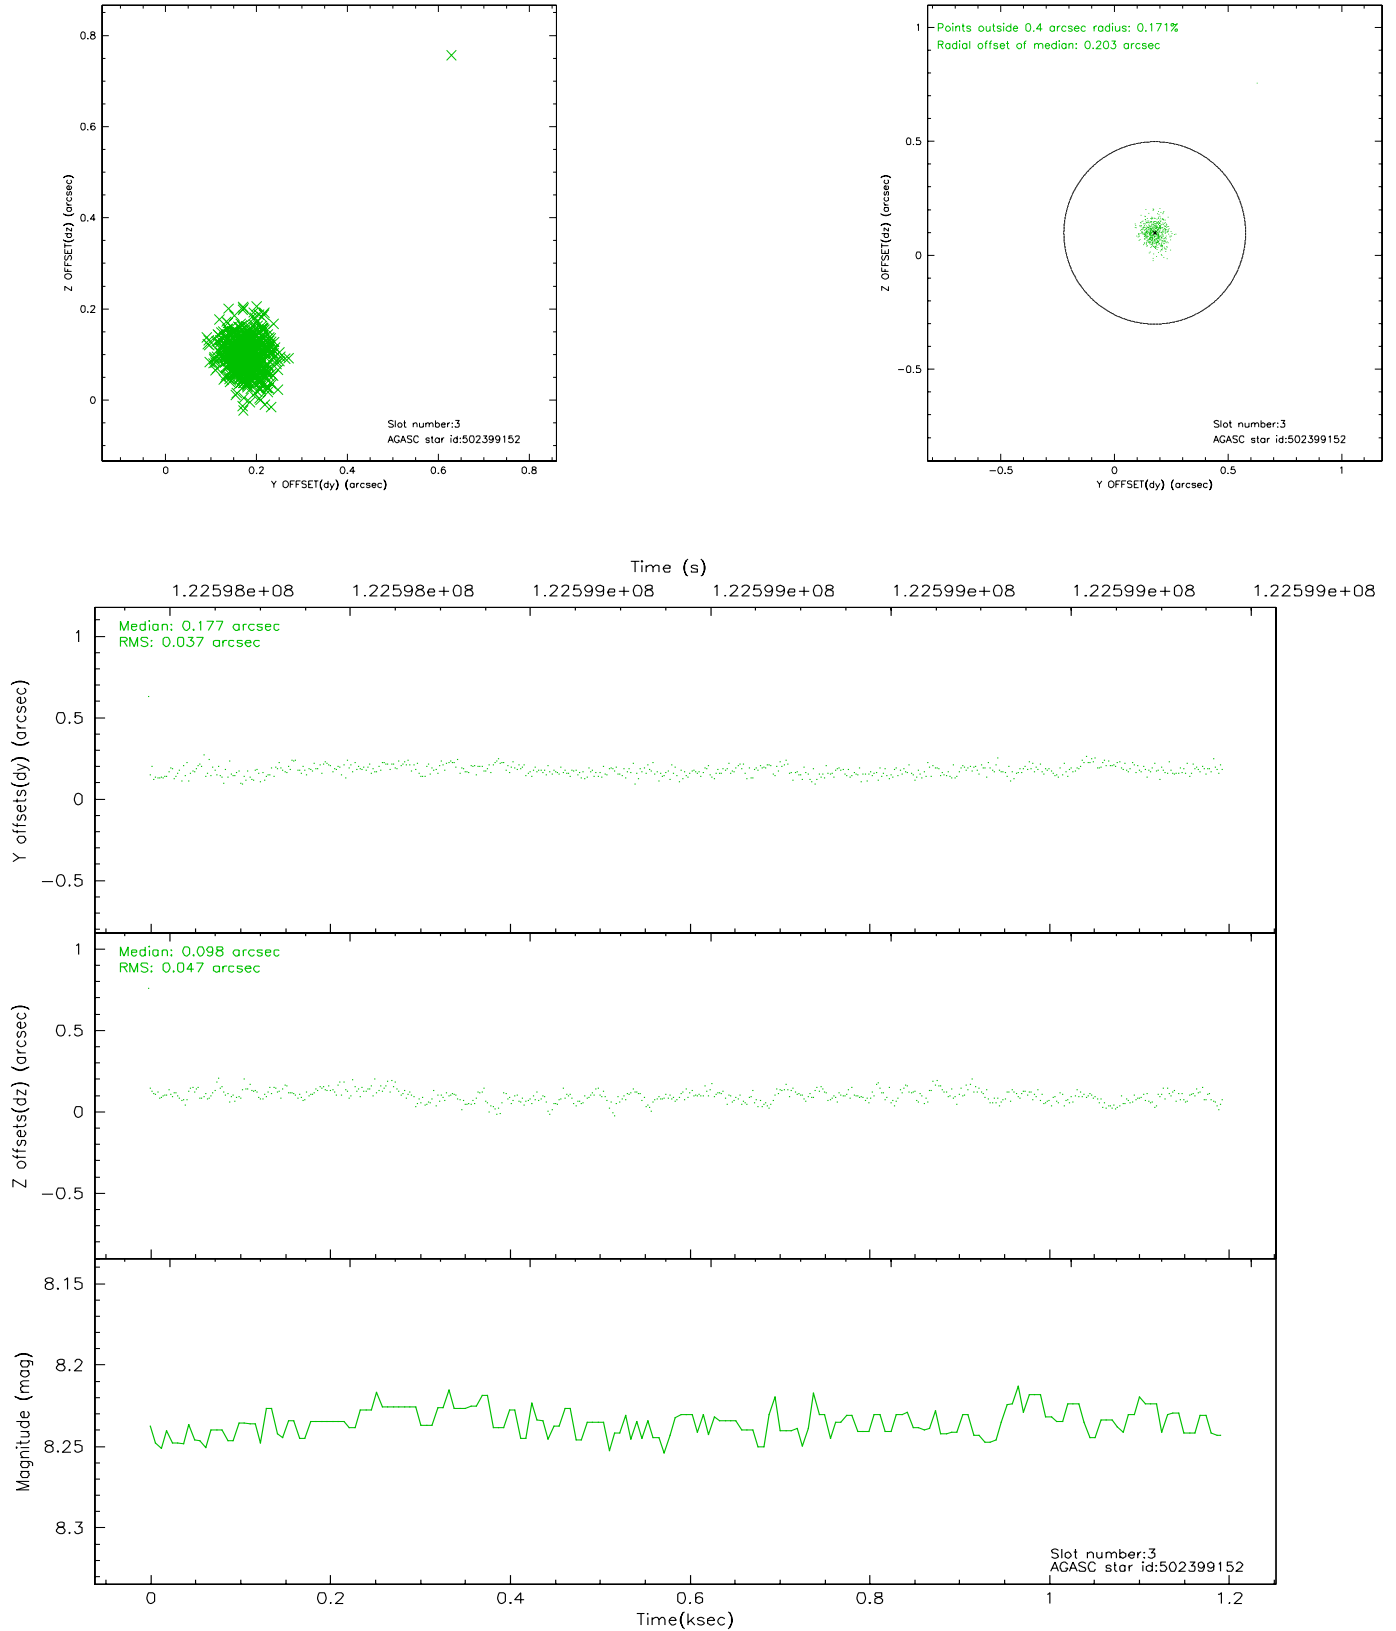 0.8
0.6
0.4
0.2
0
Z OFFSET(dz) (arcsec)
Slot number:3
AGASC star id:502399152
0 0.2 0.4 0.6 0.8
Y OFFSET(dy) (arcsec)
Points outside 0.4 arcsec radius: 0.171%
Radial offset of median: 0.203 arcsec
1
0.5
0
−0.5
Z OFFSET(dz) (arcsec)
Slot number:3
AGASC star id:502399152
−0.5 0 0.5 1
Y OFFSET(dy) (arcsec)
Time (s)
1.22598e+08 1.22598e+08 1.22599e+08 1.22599e+08 1.22599e+08 1.22599e+08 1.22599e+08
Median: 0.177 arcsec
RMS: 0.037 arcsec
1
0.5
0
−0.5
Y offsets(dy) (arcsec)
Median: 0.098 arcsec
RMS: 0.047 arcsec
1
0.5
0
−0.5
Z offsets(dz) (arcsec)
8.15
8.2
8.25
8.3
Magnitude (mag)
Slot number:3
AGASC star id:502399152
0 0.2 0.4 0.6 0.8 1 1.2
Time(ksec)